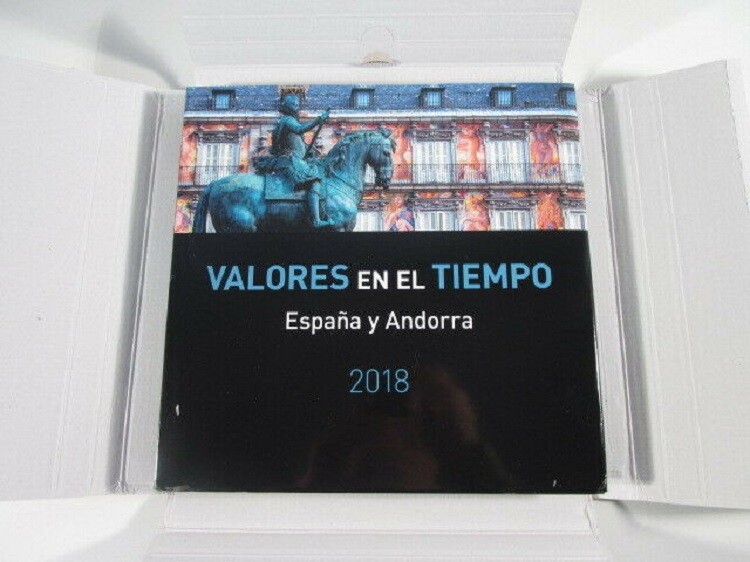 VALORES EN EL TIEMPO
España y Andorra
2018